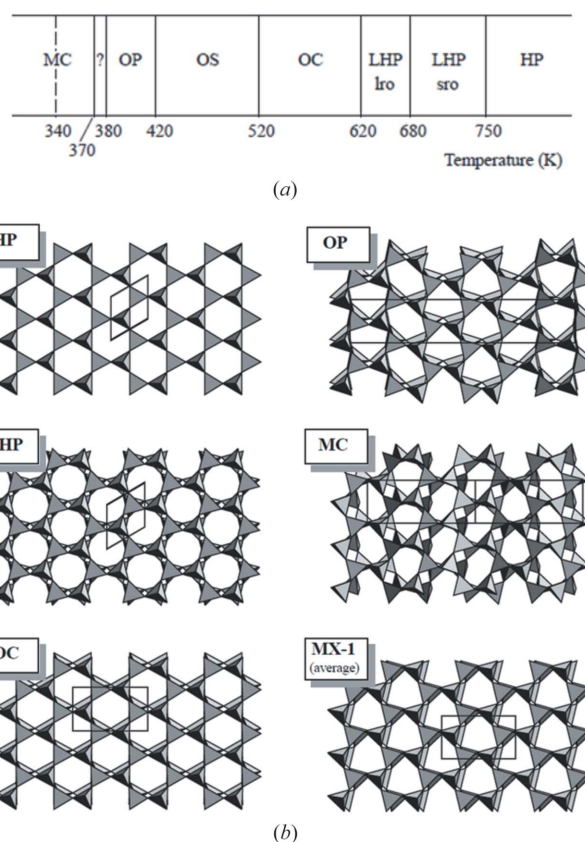 MC ? OP OS OC LHP LHP HP
lro sro
340 380 420 520 620 680 750
370
Temperature (K)
(a)
HP OP
HP MC
OC MX-1
(average)
(b)